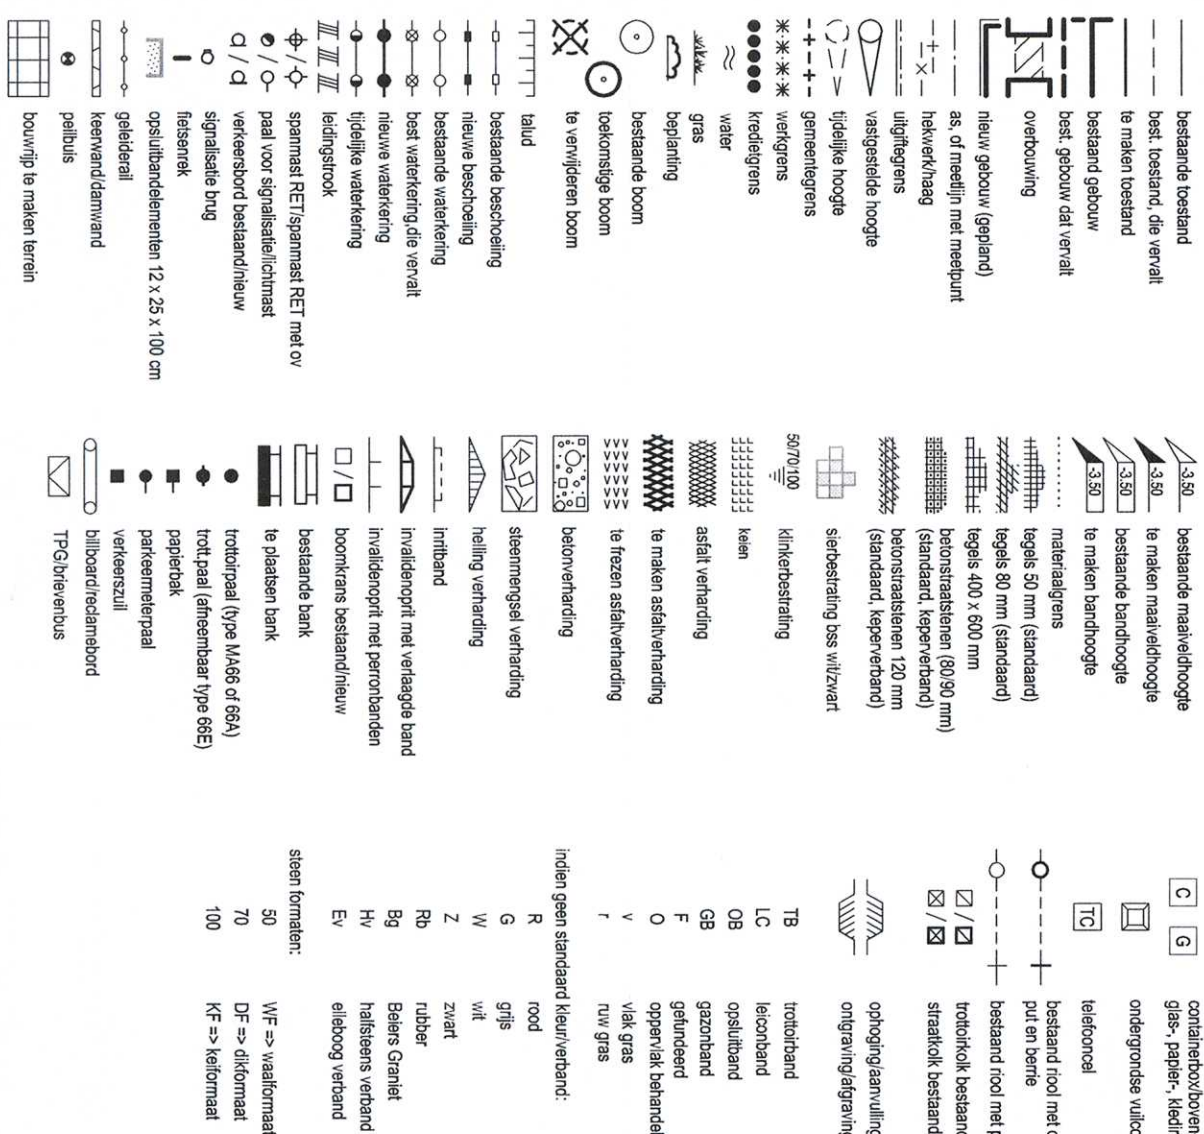 bestaande toestand
best. toestand, die vervalt
te maken toestand
bestaand gebouw
best. gebouw dat vervalt
overbouwing
nieuw gebouw (gepland)
as, of meetlijn met meetpunt
hekwerk/haag
uitgiftegrens
vastgestelde hoogte
tijdelijke hoogte
gemeentegrens
werkgrens
kredietgrens
water
gras
beplanting
bestaande boom
toekomstige boom
te verwijderen boom
talud
bestaande beschoeiing
nieuwe beschoeiing
bestaande waterkering
best waterkering,die vervalt
nieuwe waterkering
tijdelijke waterkering
leidingstrook
spanmast RET/spanmast RET met ov
paal voor signalisatie/lichtmast
verkeersbord bestaand/nieuw
signalisatie brug
fietsenrek
opsluitbandelementen 12 x 25 x 100 cm
geleiderail
keerwand/damwand
peilbuis
bouwrijp te maken terrein
-3.50 bestaande maaiveldhoogte
-3.50 te maken maaiveldhoogte
-3.50 bestaande bandhoogte
-3.50 te maken bandhoogte
materiaalgrens
tegels 50 mm (standaard)
tegels 80 mm (standaard)
tegels 400 x 600 mm
betonstraatstenen (80/90 mm)
(standaard, keperverband)
betonstraatstenen 120 mm
(standaard, keperverband)
sierbestrating bss wit/zwart
50/70/100 klinkerbestrating
keien
asfalt verharding
te maken asfaltverharding
te frezen asfaltverharding
betonverharding
steenmengsel verharding
helling verharding
inritband
invalidenoprit met verlaagde band
invalidenoprit met perronbanden
boomkrans bestaand/nieuw
bestaande bank
te plaatsen bank
trottoirpaal (type MA66 of 66A)
trott.paal (afneembaar type 66E)
papierbak
parkeermeterpaal
verkeerszuil
billboard/reclamebord
TPG/brievenbus
C G containerbox/boven
glas-, papier-, kledin
ondergrondse vuilco
TC telefooncel
bestaand riool met
put en berrie
bestaand riool met
trottoirkolk bestaand
straatkolk bestaand
ophoging/aanvulling
ontgraving/afgraving
TB trottoirband
LC leiconband
OB opsluitband
GB gazonband
F gefundeerd
O oppervlak behandel
v vlak gras
r ruw gras
indien geen standaard kleur/verband:
R rood
G grijs
W wit
Z zwart
Rb rubber
Bg Beiers Graniet
Hv halfsteens verband
Ev elleboog verband
steen formaten:
50 WF => waalformaat
70 DF => dikformaat
100 KF => keiformaat